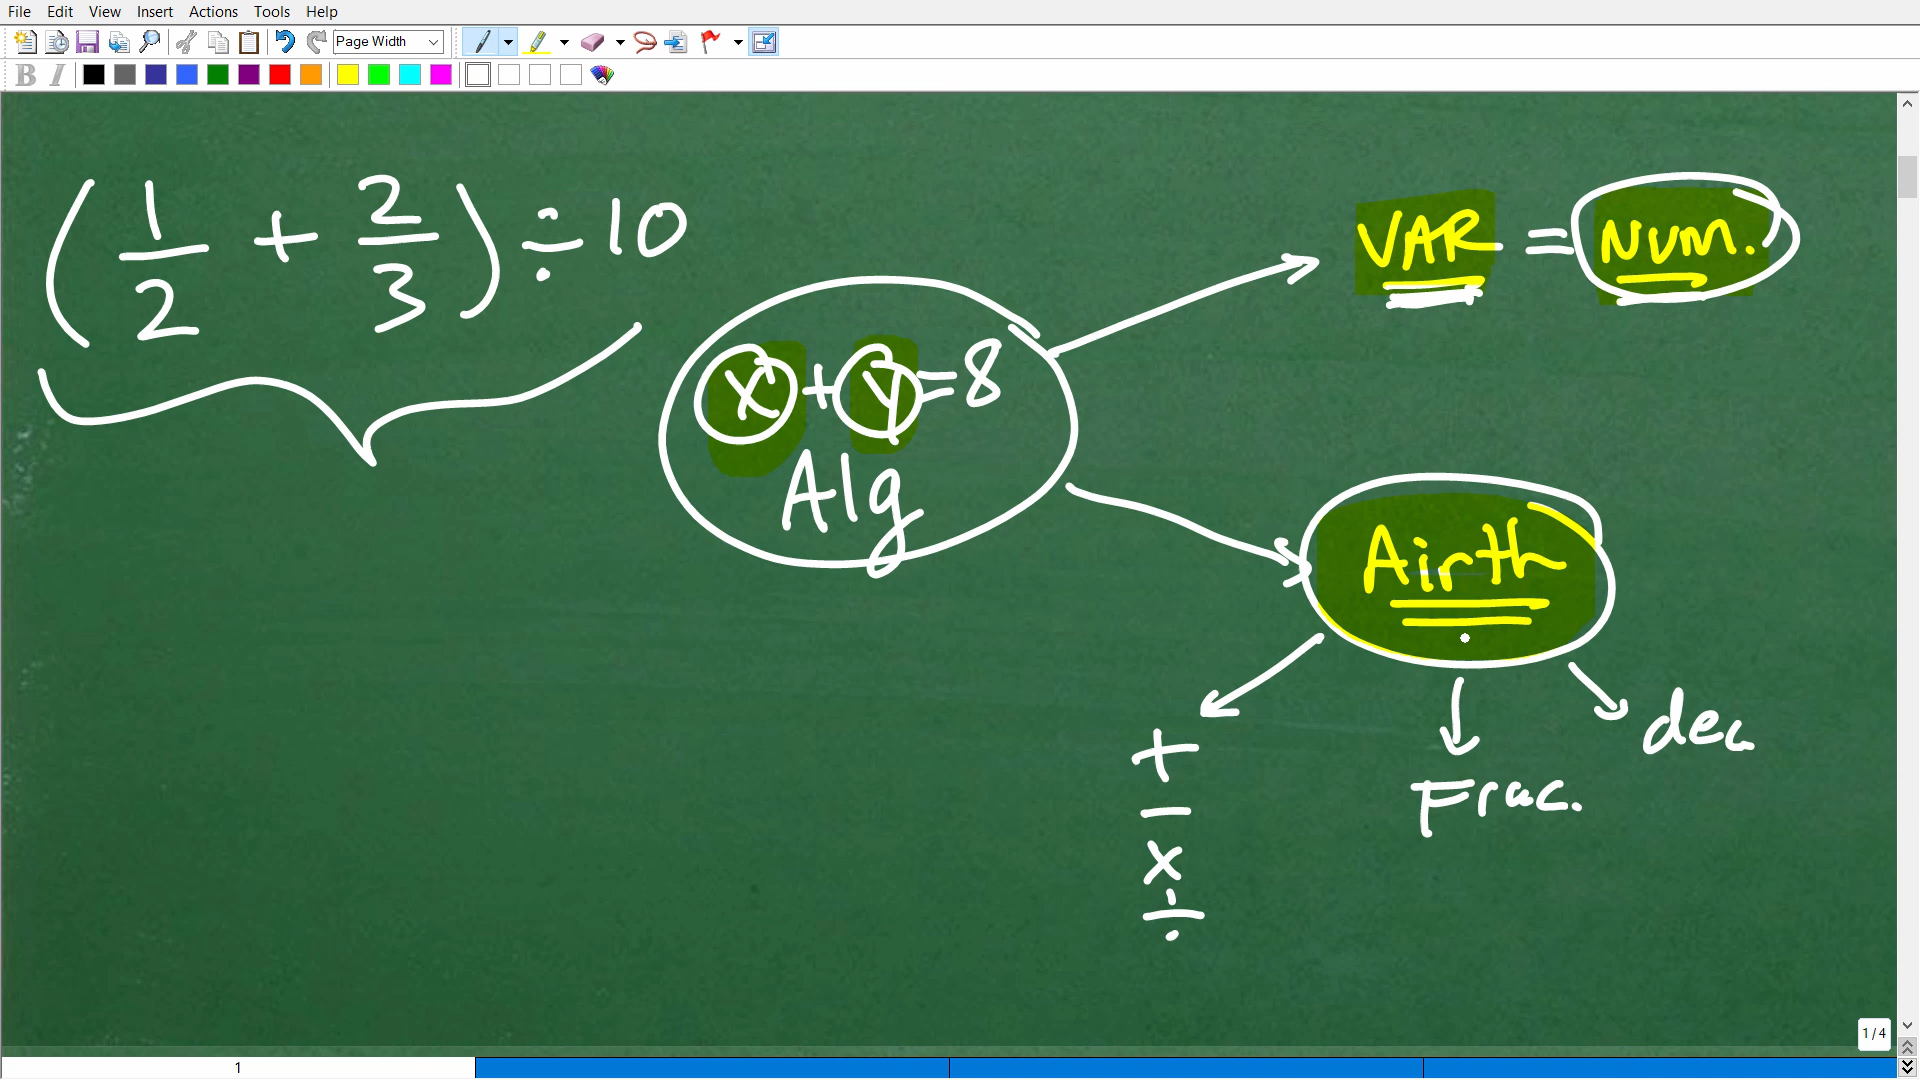 File Edit View Insert Actions Tools Help
Page Width
B I
(1/2 + 2/3) ÷ 10
VAR = Num.
x + y = 8
Alg
Airth
+
−
x
÷
Frac.
dec
1 / 4
1